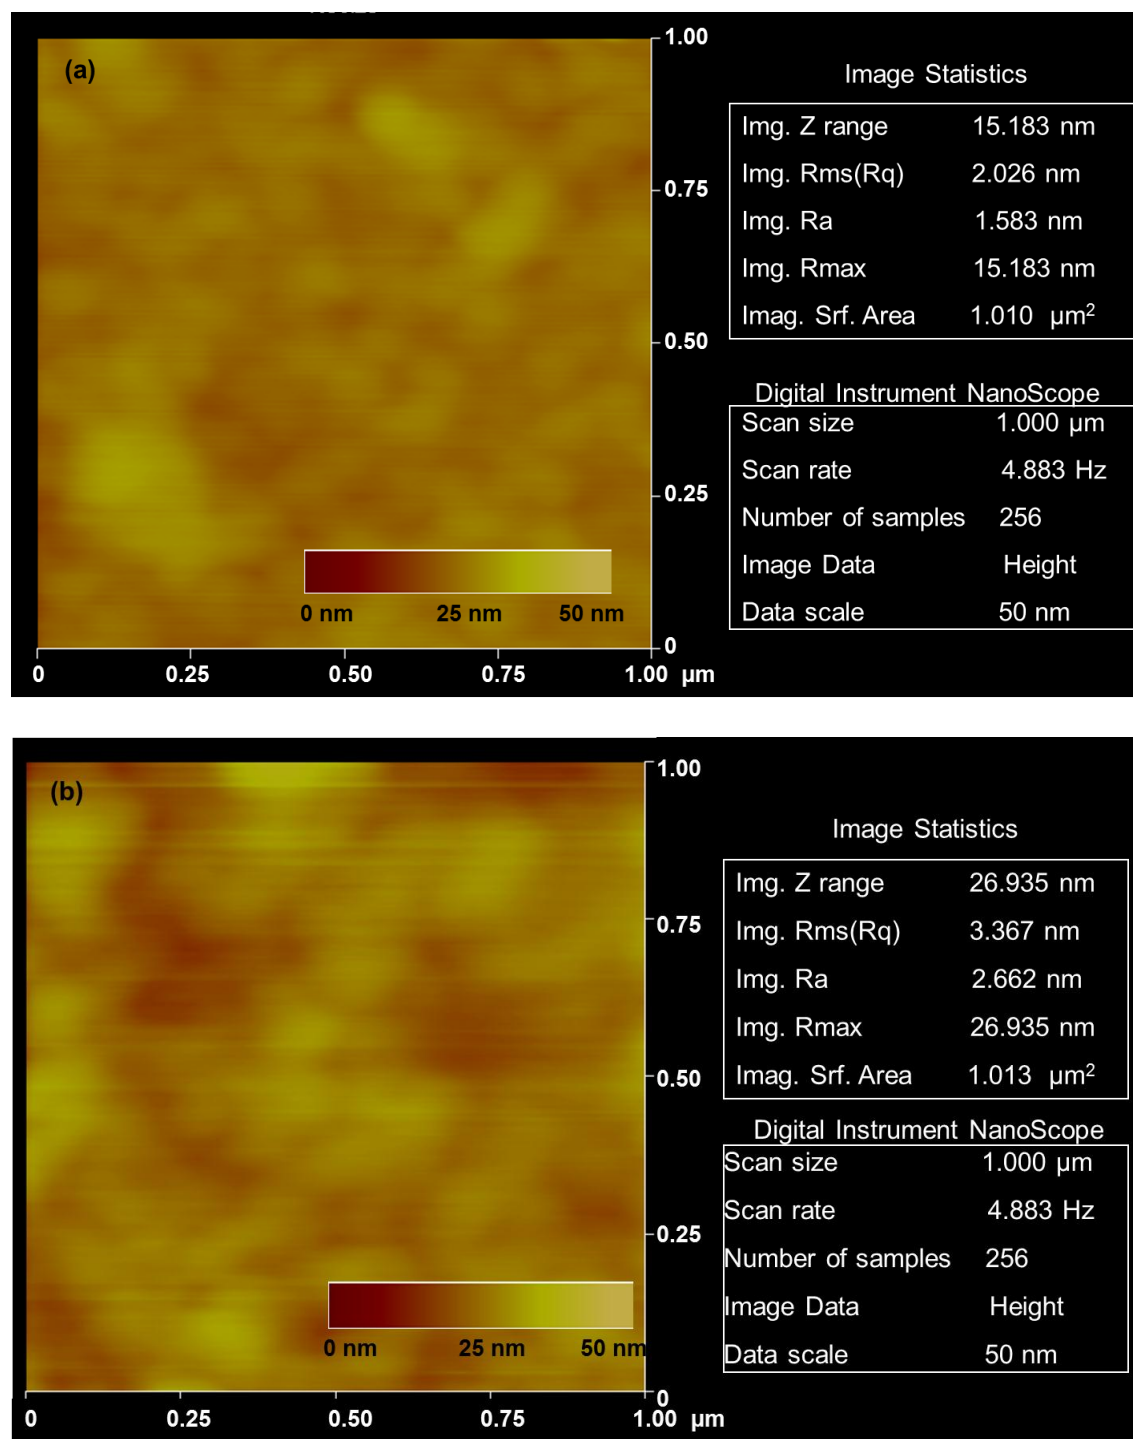 (a)
1.00
0.75
0.50
0.25
0
0 nm 25 nm 50 nm
0 0.25 0.50 0.75 1.00 µm
Image Statistics
Img. Z range 15.183 nm
Img. Rms(Rq) 2.026 nm
Img. Ra 1.583 nm
Img. Rmax 15.183 nm
Imag. Srf. Area 1.010 µm²
Digital Instrument NanoScope
Scan size 1.000 µm
Scan rate 4.883 Hz
Number of samples 256
Image Data Height
Data scale 50 nm
(b)
1.00
0.75
0.50
0.25
0
0 nm 25 nm 50 nm
0 0.25 0.50 0.75 1.00 µm
Image Statistics
Img. Z range 26.935 nm
Img. Rms(Rq) 3.367 nm
Img. Ra 2.662 nm
Img. Rmax 26.935 nm
Imag. Srf. Area 1.013 µm²
Digital Instrument NanoScope
Scan size 1.000 µm
Scan rate 4.883 Hz
Number of samples 256
Image Data Height
Data scale 50 nm